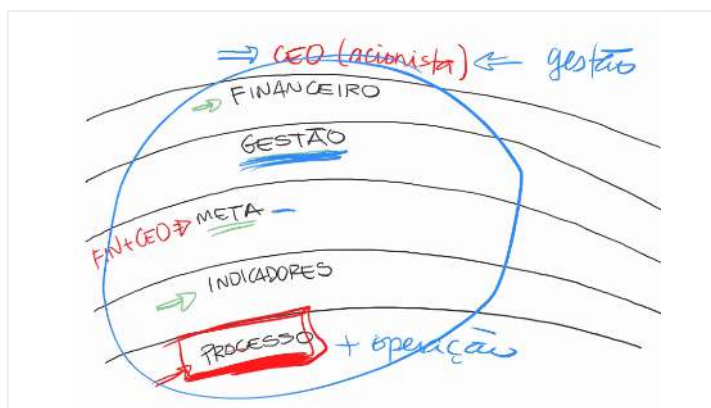 ⇒ CEO (acionista) ⇐ gestão
⇒ FINANCEIRO
GESTÃO
FIN+CEO ⇒ META -
⇒ INDICADORES
⇒ PROCESSO + operação